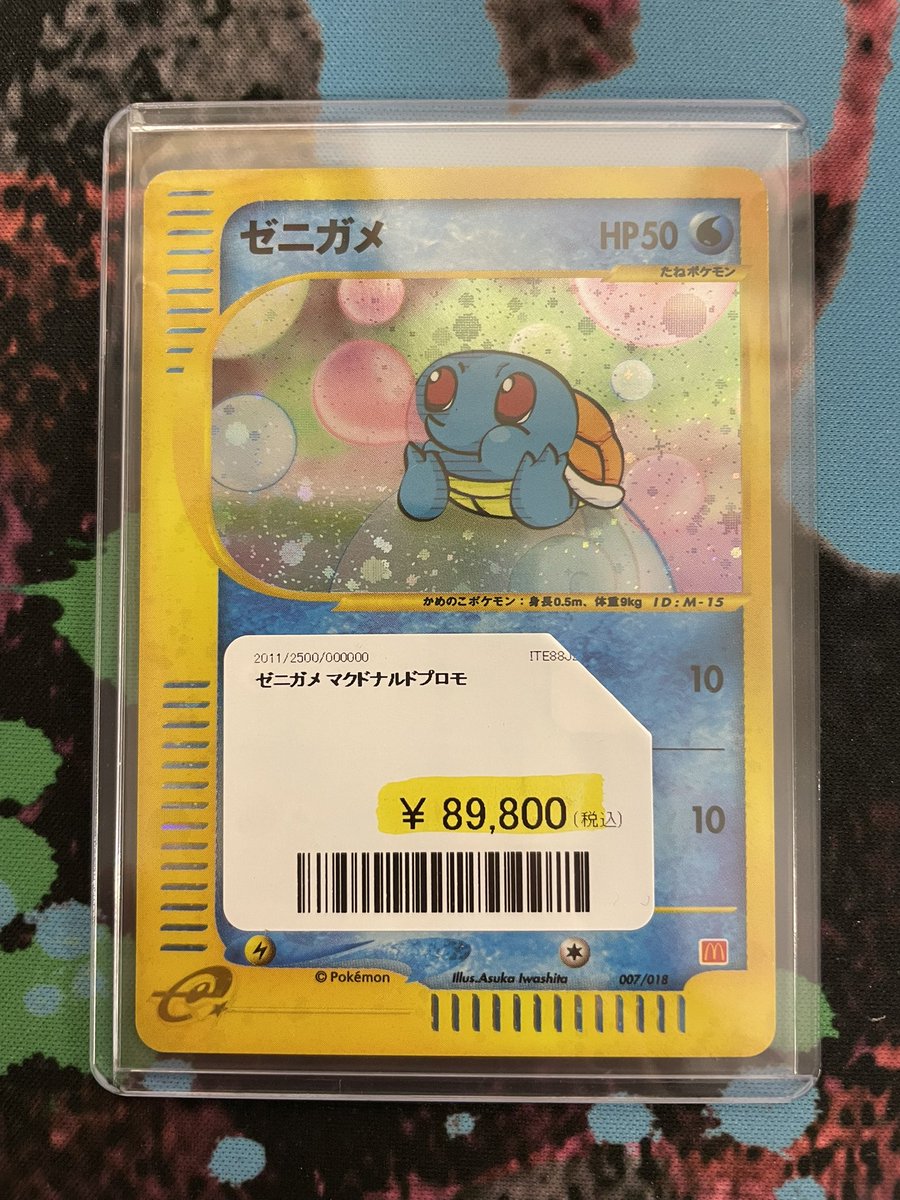 ゼニガメ HP50
たねポケモン
かめのこポケモン：身長0.5m、体重9kg ID:M-15
2011/2500/000000
ゼニガメ マクドナルドプロモ
10
¥ 89,800(税込)
10
© Pokémon Illus.Asuka Iwashita 007/018